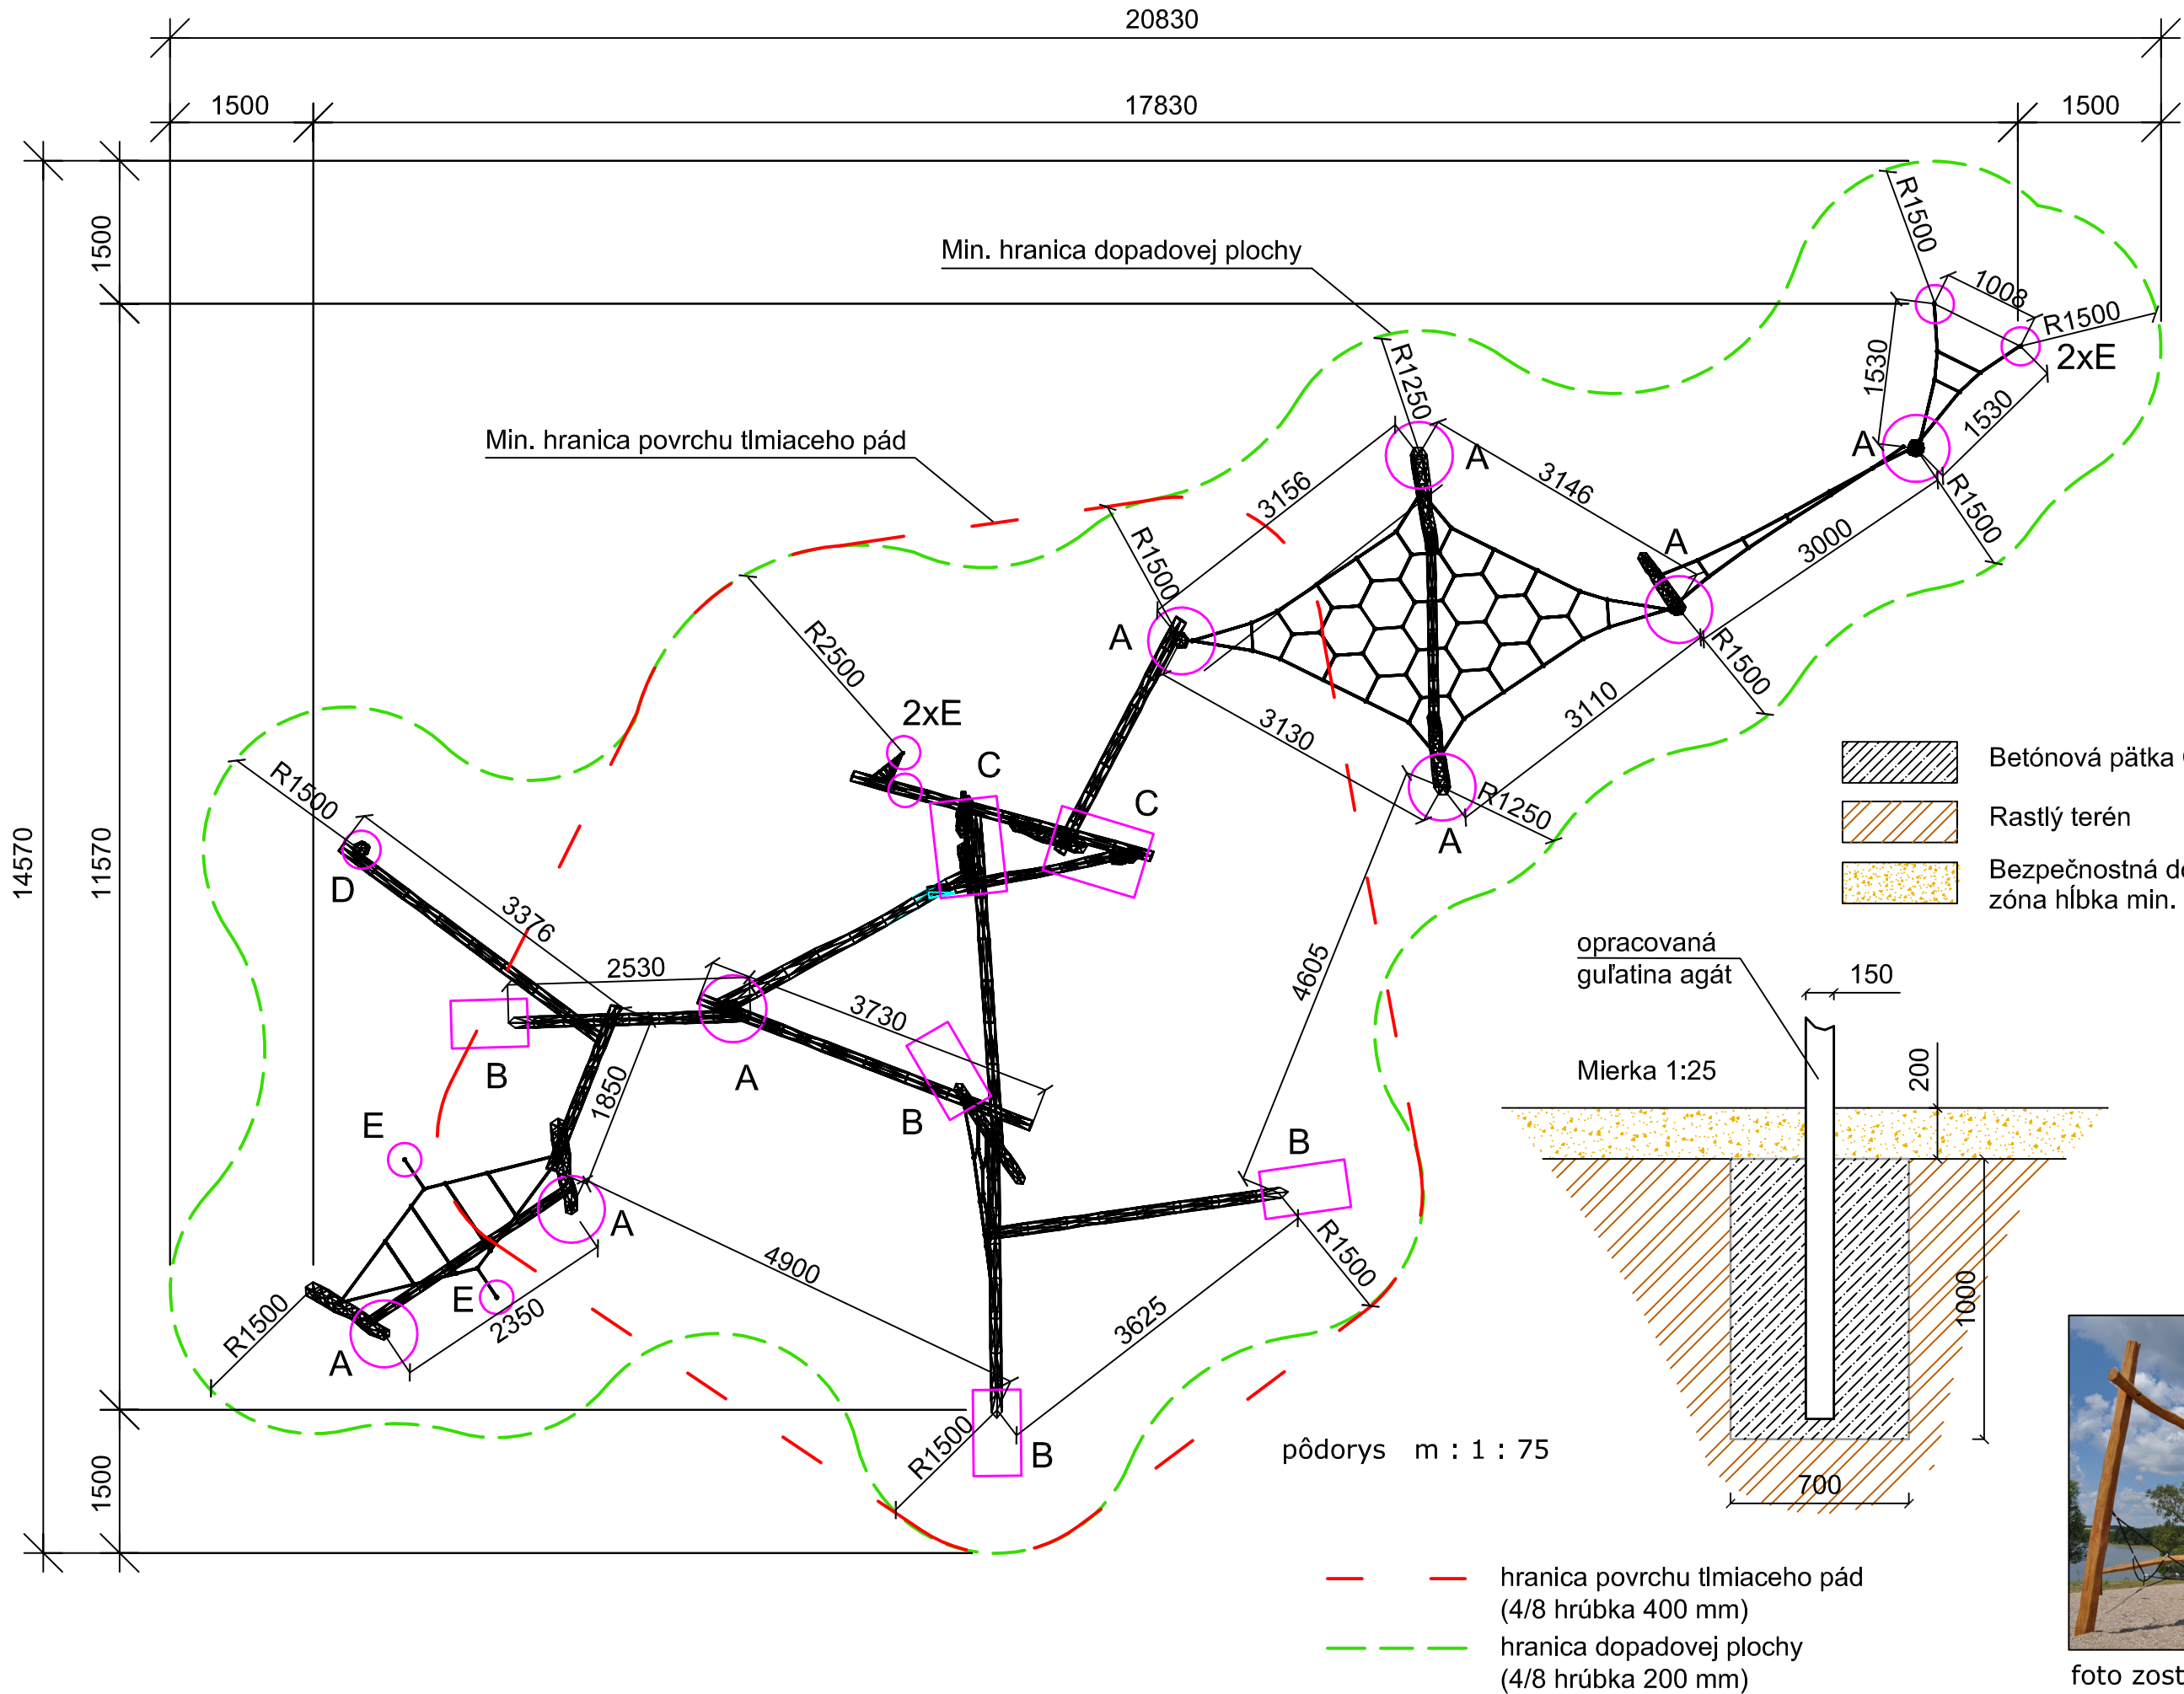 20830
1500
17830
1500
14570
1500
11570
1500
Min. hranica dopadovej plochy
Min. hranica povrchu tlmiaceho pád
R1500
1008
R1500
2xE
1530
1530
A
R1500
R1250
A
3156
3146
A
3000
R1500
A
R1500
3110
3130
R1250
A
R2500
2xE
C
C
R1500
D
3376
2530
3730
B
A
B
1850
4605
E
E
A
A
2350
R1500
4900
B
R1500
3625
R1500
B
Betónová pätka
Rastlý terén
Bezpečnostná
zóna hĺbka min.
opracovaná
guľatina agát
150
Mierka 1:25
200
1000
700
pôdorys m : 1 : 75
hranica povrchu tlmiaceho pád
(4/8 hrúbka 400 mm)
hranica dopadovej plochy
(4/8 hrúbka 200 mm)
foto